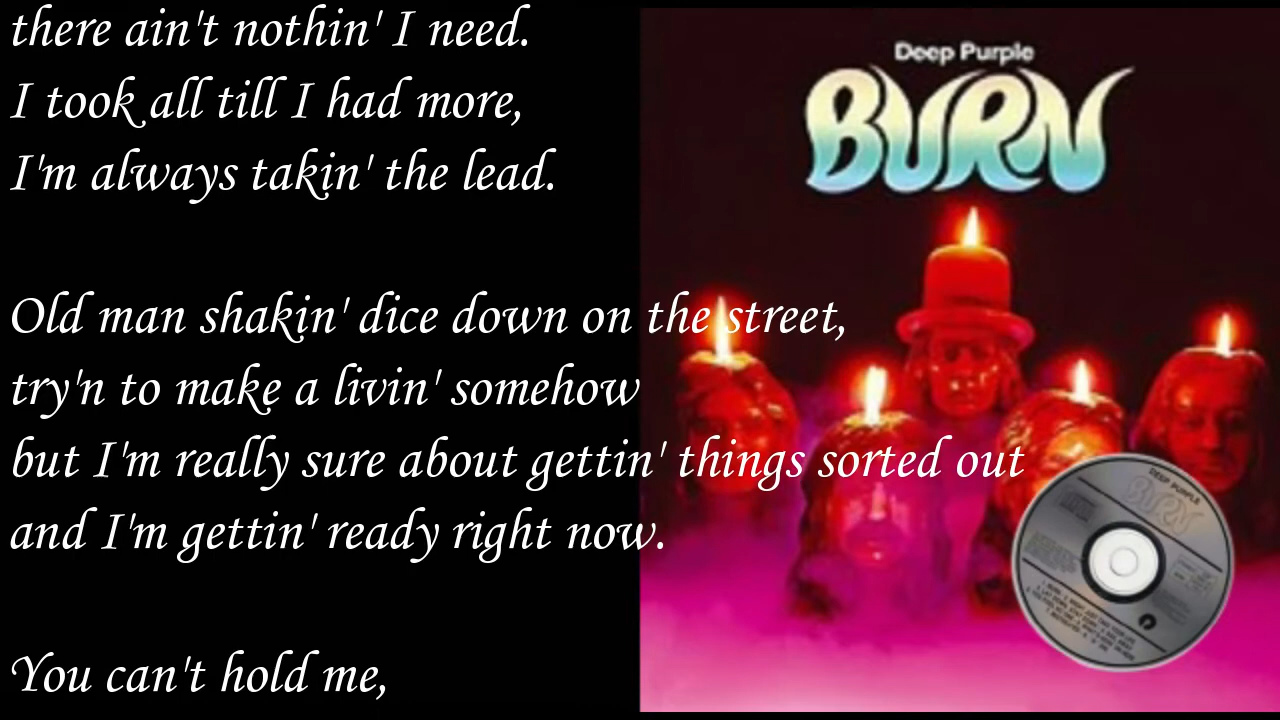 there ain't nothin' I need.
I took all till I had more,
I'm always takin' the lead.
Old man shakin' dice down on the street,
try'n to make a livin' somehow
but I'm really sure about gettin' things sorted out
and I'm gettin' ready right now.
You can't hold me,
Deep Purple
BURN
DEEP PURPLE
BURN